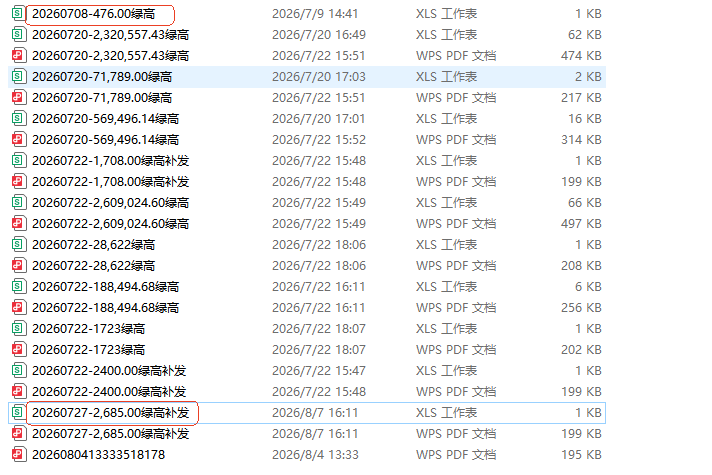 20260708-476.00绿高 2026/7/9 14:41 XLS 工作表 1 KB
20260720-2,320,557.43绿高 2026/7/20 16:49 XLS 工作表 62 KB
20260720-2,320,557.43绿高 2026/7/22 15:51 WPS PDF 文档 474 KB
20260720-71,789.00绿高 2026/7/20 17:03 XLS 工作表 2 KB
20260720-71,789.00绿高 2026/7/22 15:51 WPS PDF 文档 217 KB
20260720-569,496.14绿高 2026/7/20 17:01 XLS 工作表 16 KB
20260720-569,496.14绿高 2026/7/22 15:52 WPS PDF 文档 314 KB
20260722-1,708.00绿高补发 2026/7/22 15:48 XLS 工作表 1 KB
20260722-1,708.00绿高补发 2026/7/22 15:48 WPS PDF 文档 199 KB
20260722-2,609,024.60绿高 2026/7/22 15:49 XLS 工作表 66 KB
20260722-2,609,024.60绿高 2026/7/22 15:49 WPS PDF 文档 497 KB
20260722-28,622绿高 2026/7/22 18:06 XLS 工作表 1 KB
20260722-28,622绿高 2026/7/22 18:06 WPS PDF 文档 208 KB
20260722-188,494.68绿高 2026/7/22 16:11 XLS 工作表 6 KB
20260722-188,494.68绿高 2026/7/22 16:11 WPS PDF 文档 256 KB
20260722-1723绿高 2026/7/22 18:07 XLS 工作表 1 KB
20260722-1723绿高 2026/7/22 18:07 WPS PDF 文档 202 KB
20260722-2400.00绿高补发 2026/7/22 15:47 XLS 工作表 1 KB
20260722-2400.00绿高补发 2026/7/22 15:48 WPS PDF 文档 199 KB
20260727-2,685.00绿高补发 2026/8/7 16:11 XLS 工作表 1 KB
20260727-2,685.00绿高补发 2026/8/7 16:11 WPS PDF 文档 199 KB
2026080413333518178 2026/8/4 13:33 WPS PDF 文档 195 KB